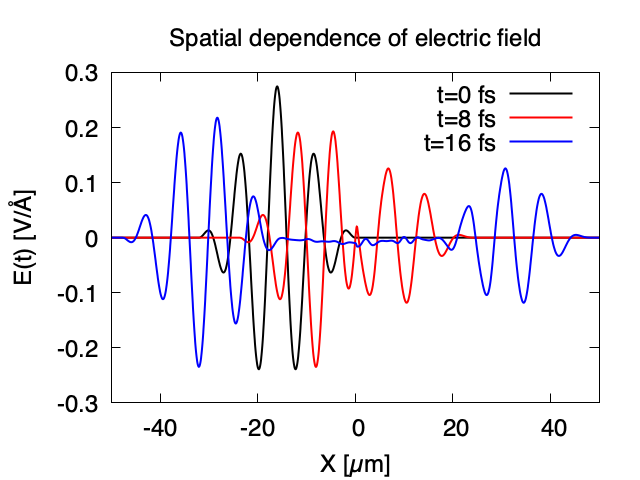 Spatial dependence of electric field
t=0 fs
t=8 fs
t=16 fs
0.3
0.2
0.1
0
-0.1
-0.2
-0.3
E(t) [V/Å]
-40
-20
0
20
40
X [μm]